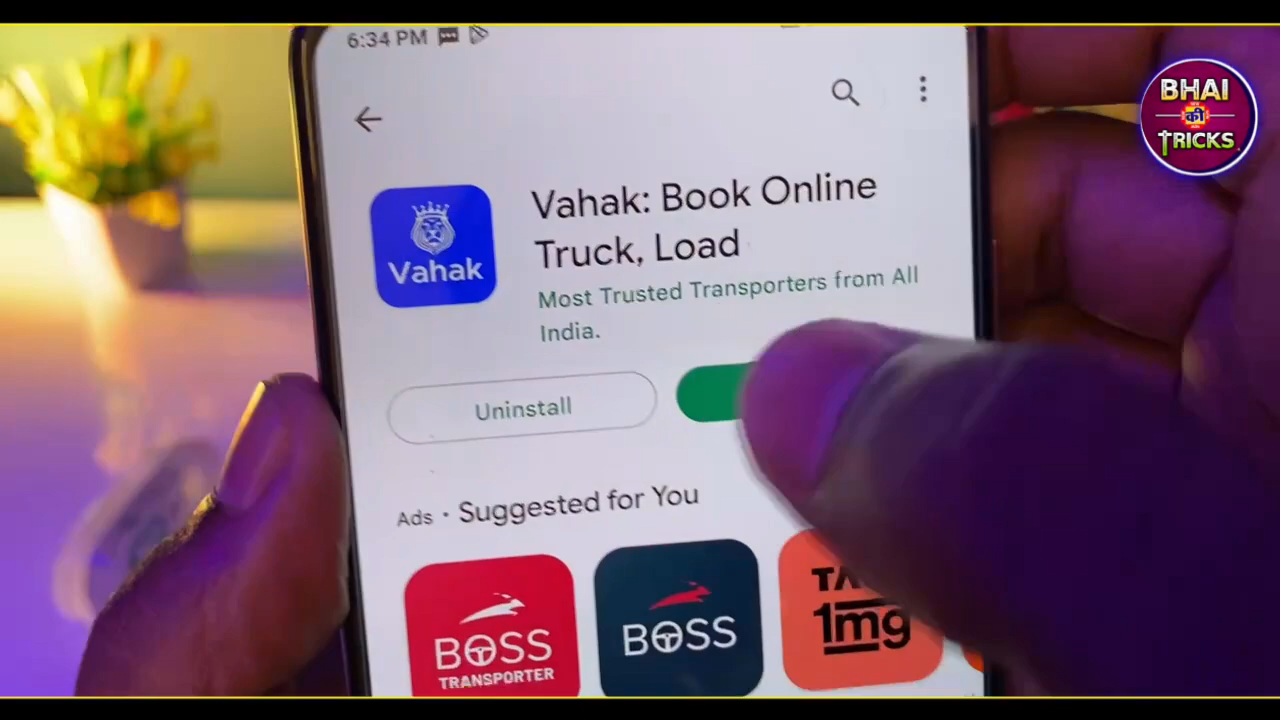 6:34 PM
BHAI
की
TRICKS
Vahak: Book Online
Truck, Load
Vahak
Most Trusted Transporters from All
India.
Uninstall
Ads • Suggested for You
BOSS
TRANSPORTER
BOSS
1mg